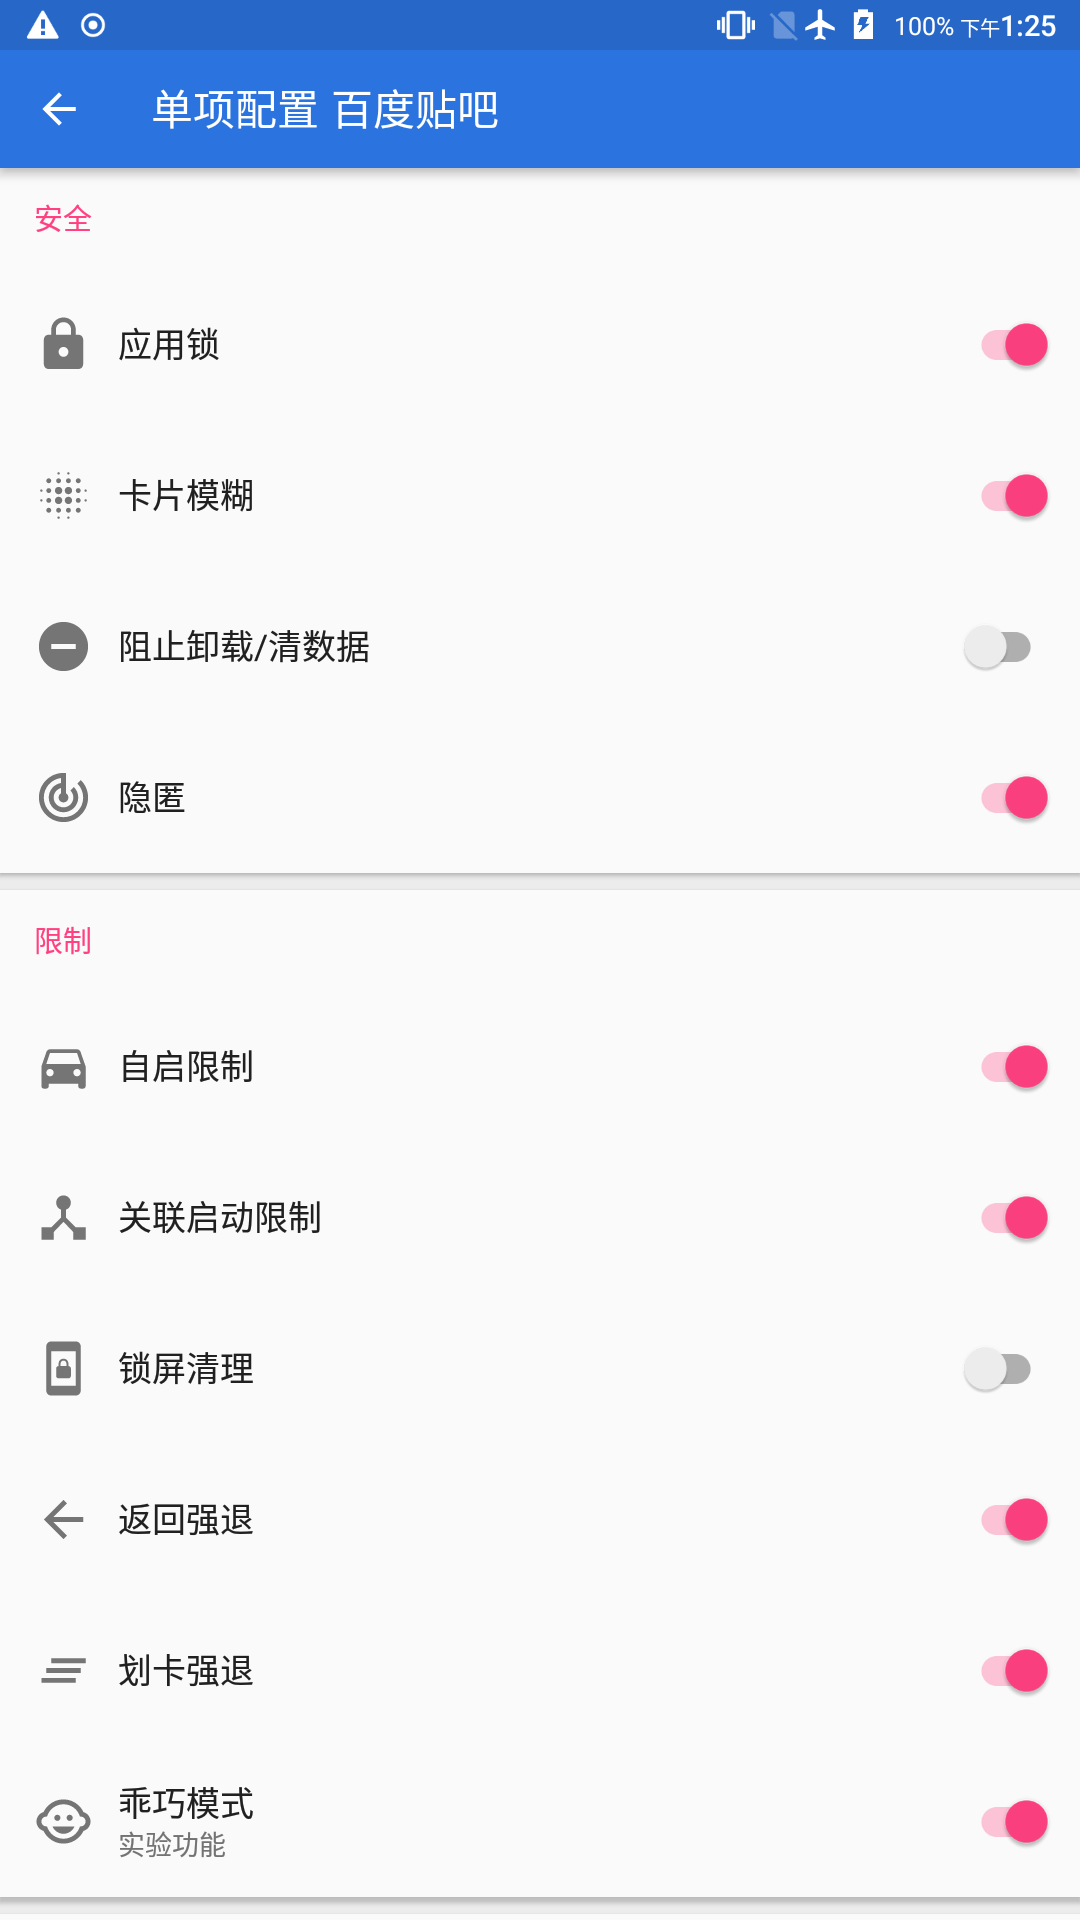 100% 下午1:25
单项配置 百度贴吧
安全
应用锁
卡片模糊
阻止卸载/清数据
隐匿
限制
自启限制
关联启动限制
锁屏清理
返回强退
划卡强退
乖巧模式
实验功能